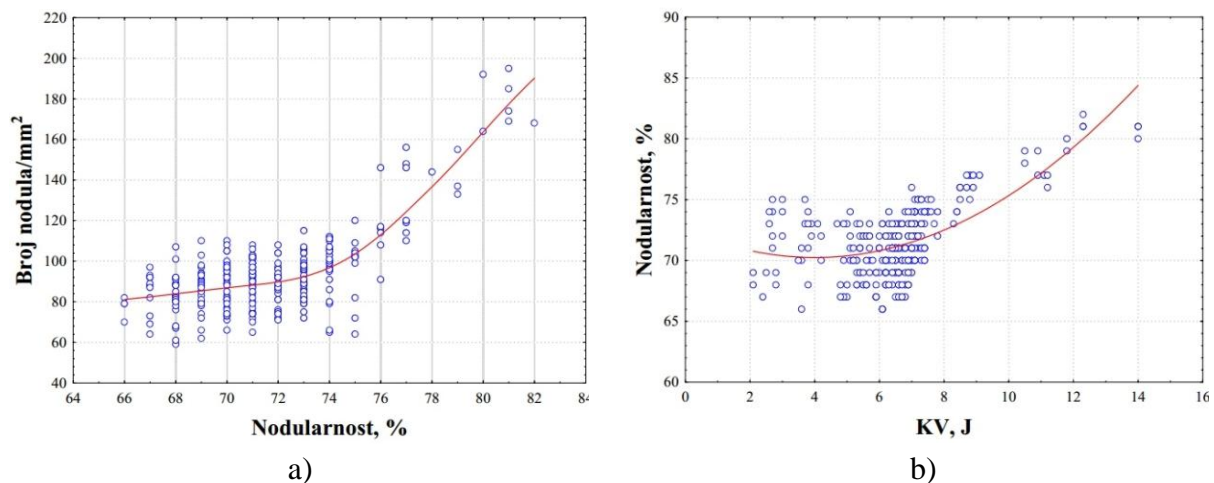 220
200
180
160
140
120
100
80
60
40
Broj nodula/mm²
64 66 68 70 72 74 76 78 80 82 84
Nodularnost, %
a)
90
85
80
75
70
65
60
Nodularnost, %
0 2 4 6 8 10 12 14 16
KV, J
b)